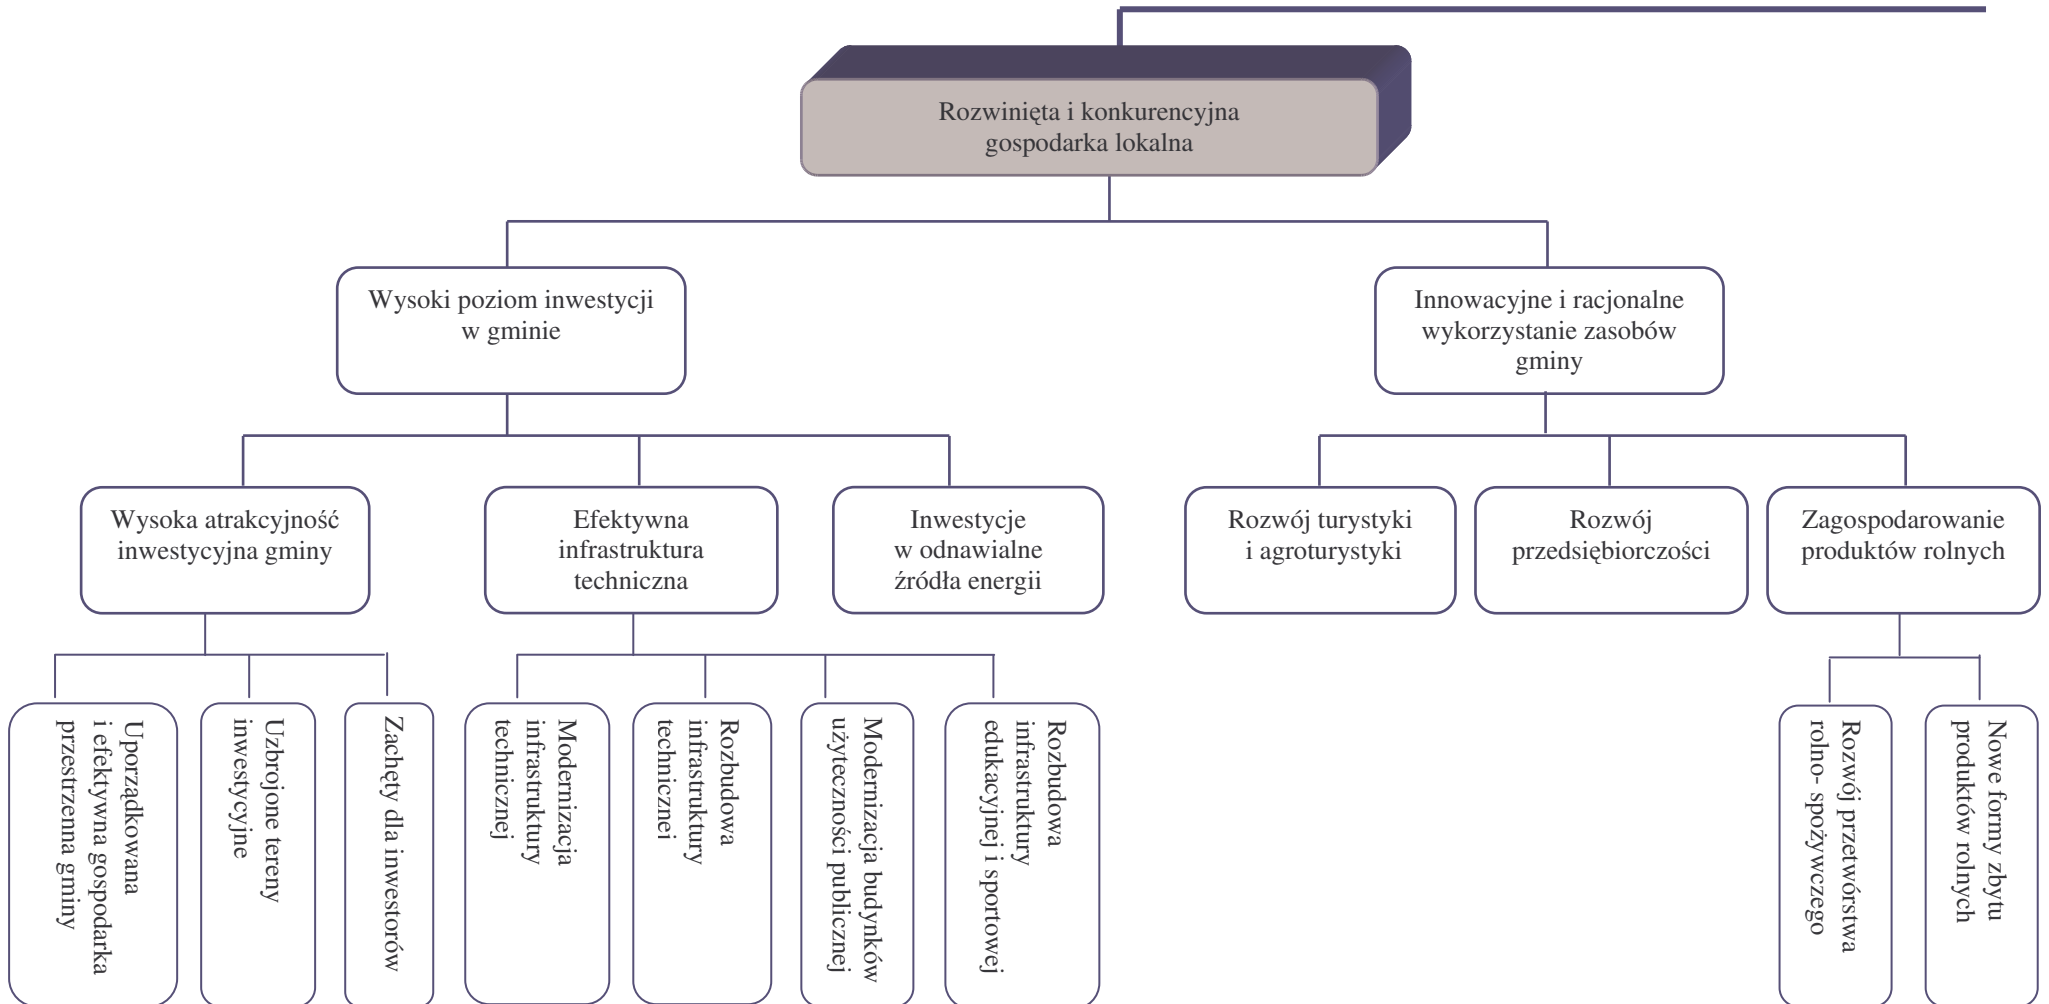 Rozwinięta i konkurencyjna
gospodarka lokalna
Wysoki poziom inwestycji
w gminie
Innowacyjne i racjonalne
wykorzystanie zasobów
gminy
Wysoka atrakcyjność
inwestycyjna gminy
Efektywna
infrastruktura
techniczna
Inwestycje
w odnawialne
źródła energii
Rozwój turystyki
i agroturystyki
Rozwój
przedsiębiorczości
Zagospodarowanie
produktów rolnych
Uporządkowana
i efektywna gospodarka
przestrzenna gminy
Uzbrojone tereny
inwestycyjne
Zachęty dla inwestorów
Modernizacja
infrastruktury
technicznej
Rozbudowa
infrastruktury
technicznei
Modernizacja budynków
użyteczności publicznej
Rozbudowa
infrastruktury
edukacyjnej i sportowej
Rozwój przetwórstwa
rolno- spożywczego
Nowe formy zbytu
produktów rolnych